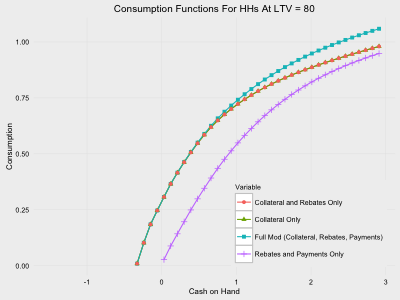 Consumption Functions For HHs At LTV = 80
1.00
0.75
0.50
0.25
0.00
Consumption
Variable
Collateral and Rebates Only
Collateral Only
Full Mod (Collateral, Rebates, Payments)
Rebates and Payments Only
-1 0 1 2 3
Cash on Hand